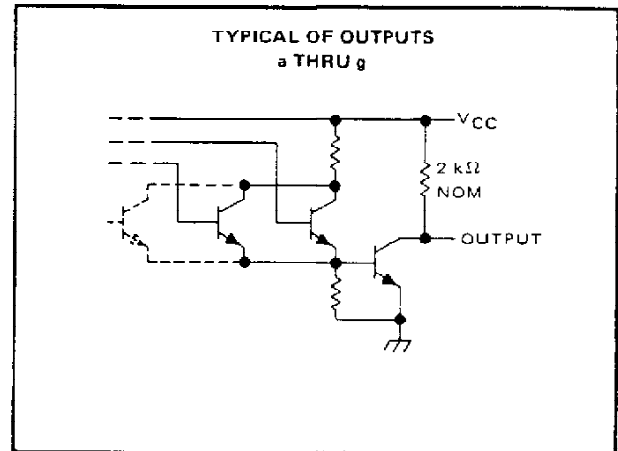 TYPICAL OF OUTPUTS
a THRU g
VCC
2 kΩ
NOM
OUTPUT